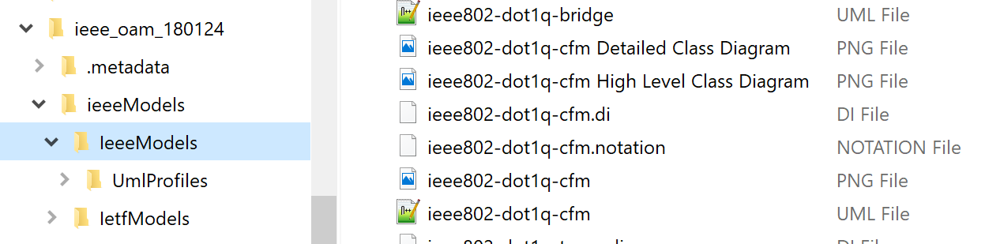 ieee_oam_180124
.metadata
ieeeModels
IeeeModels
UmlProfiles
IetfModels
ieee802-dot1q-bridge UML File
ieee802-dot1q-cfm Detailed Class Diagram PNG File
ieee802-dot1q-cfm High Level Class Diagram PNG File
ieee802-dot1q-cfm.di DI File
ieee802-dot1q-cfm.notation NOTATION File
ieee802-dot1q-cfm PNG File
ieee802-dot1q-cfm UML File
DI File